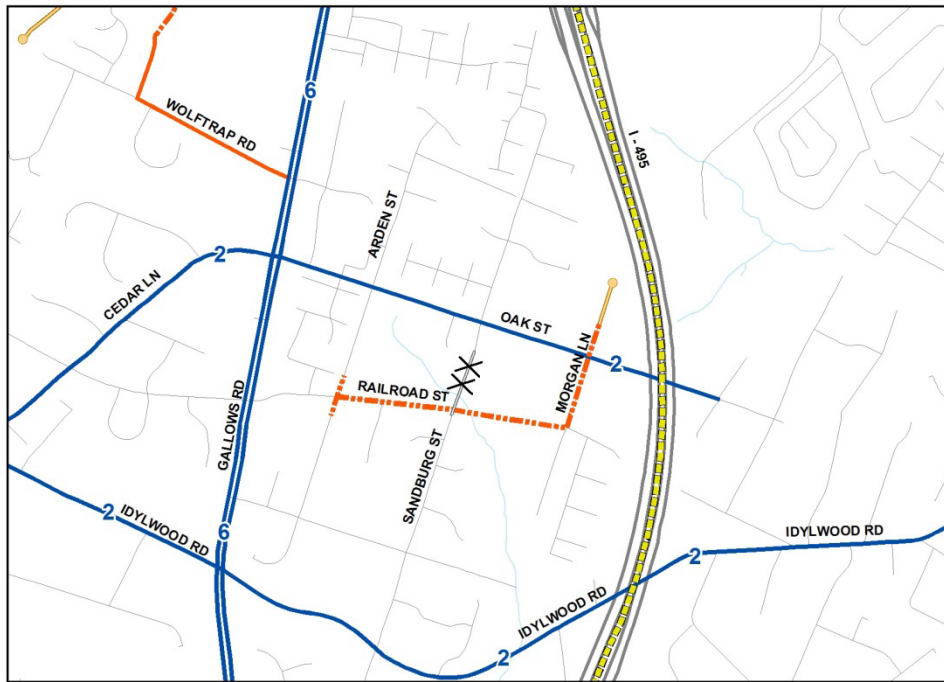 6
WOLFTRAP RD
I - 495
ARDEN ST
2
CEDAR LN
OAK ST
MORGAN LN
2
RAILROAD ST
GALLOWS RD
SANDBURG ST
2
IDYLWOOD RD
6
IDYLWOOD RD
2
IDYLWOOD RD
2